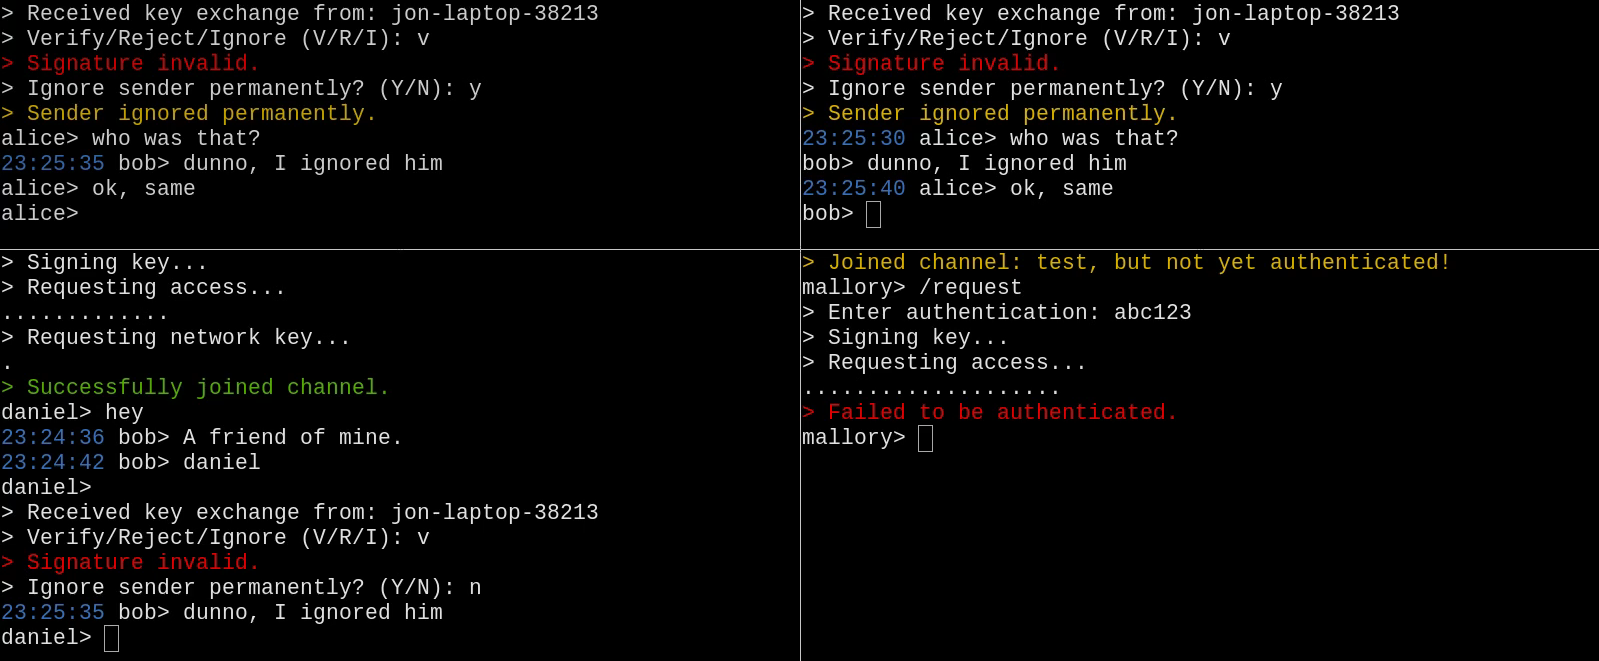 > Received key exchange from: jon-laptop-38213
> Verify/Reject/Ignore (V/R/I): v
> Signature invalid.
> Ignore sender permanently? (Y/N): y
> Sender ignored permanently.
alice> who was that?
23:25:35 bob> dunno, I ignored him
alice> ok, same
alice>
> Received key exchange from: jon-laptop-38213
> Verify/Reject/Ignore (V/R/I): v
> Signature invalid.
> Ignore sender permanently? (Y/N): y
> Sender ignored permanently.
23:25:30 alice> who was that?
bob> dunno, I ignored him
23:25:40 alice> ok, same
bob>
> Signing key...
> Requesting access...
.............
> Requesting network key...
.
> Successfully joined channel.
daniel> hey
23:24:36 bob> A friend of mine.
23:24:42 bob> daniel
daniel>
> Received key exchange from: jon-laptop-38213
> Verify/Reject/Ignore (V/R/I): v
> Signature invalid.
> Ignore sender permanently? (Y/N): n
23:25:35 bob> dunno, I ignored him
daniel>
> Joined channel: test, but not yet authenticated!
mallory> /request
> Enter authentication: abc123
> Signing key...
> Requesting access...
....................
> Failed to be authenticated.
mallory>